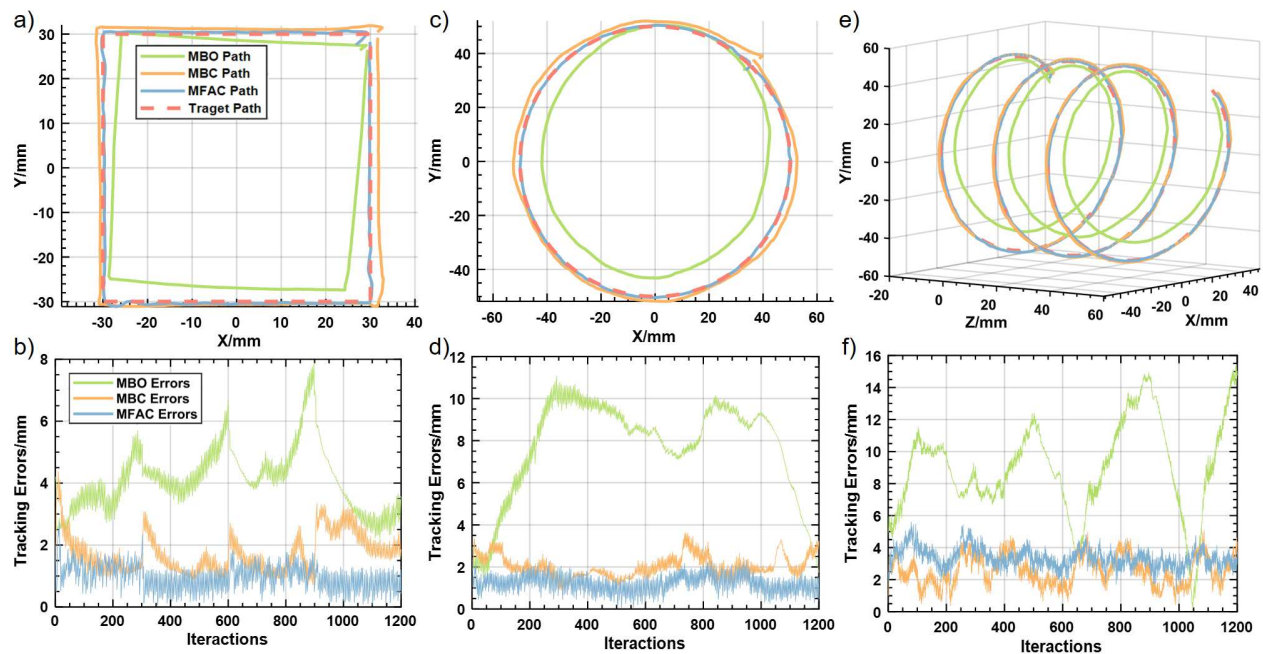 a)
30
20
10
0
-10
-20
-30
Y/mm
MBO Path
MBC Path
MFAC Path
Traget Path
-30 -20 -10 0 10 20 30 40
X/mm
c)
40
20
0
-20
-40
Y/mm
-60 -40 -20 0 20 40 60
X/mm
e)
60
40
20
0
-20
-40
-60
Y/mm
-20 0 20 40 60
Z/mm
-40 -20 0 20 40
X/mm
b)
8
6
4
2
0
Tracking Errors/mm
MBO Errors
MBC Errors
MFAC Errors
0 200 400 600 800 1000 1200
Iteractions
d)
12
10
8
6
4
2
0
Tracking Errors/mm
0 200 400 600 800 1000 1200
Iteractions
f)
16
14
12
10
8
6
4
2
0
Tracking Errors/mm
0 200 400 600 800 1000 1200
Iteractions